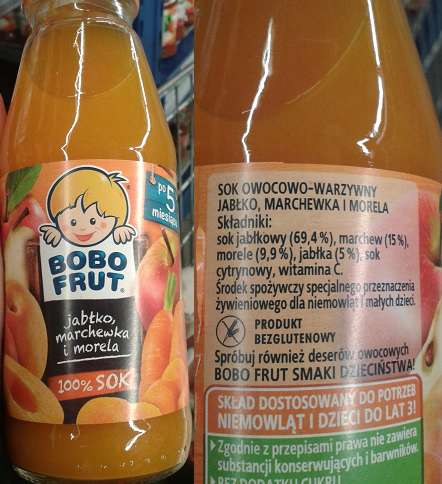 po 5
miesiącu
BOBO
FRUT
jabłko,
marchewka
i morela
100% SOK
SOK OWOCOWO-WARZYWNY
JABŁKO, MARCHEWKA I MORELA
Składniki:
sok jabłkowy (69,4%), marchew (15%),
morele (9,9%), jabłka (5%), sok
cytrynowy, witamina C.
Środek spożywczy specjalnego przeznaczenia
żywieniowego dla niemowląt i małych dzieci.
PRODUKT
BEZGLUTENOWY
Spróbuj również deserów owocowych
BOBO FRUT SMAKI DZIECIŃSTWA!
SKŁAD DOSTOSOWANY DO POTRZEB
NIEMOWLĄT I DZIECI DO LAT 3!
Zgodnie z przepisami prawa nie zawiera
substancji konserwujących i barwników.
BEZ DODATKU CUKRU